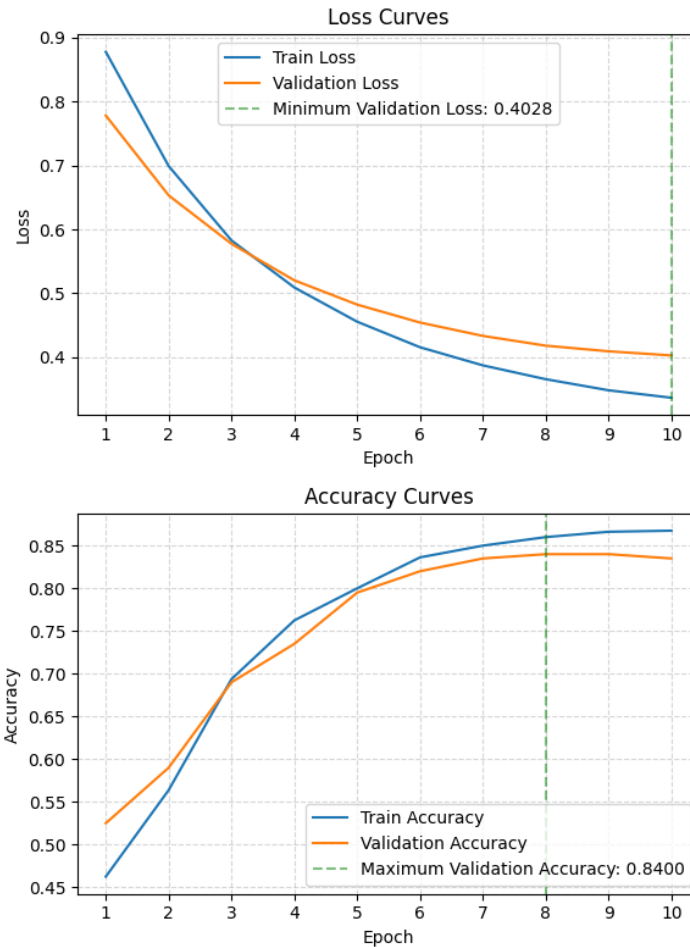 Loss Curves
0.9
0.8
0.7
0.6
0.5
0.4
Loss
Train Loss
Validation Loss
Minimum Validation Loss: 0.4028
1 2 3 4 5 6 7 8 9 10
Epoch
Accuracy Curves
0.85
0.80
0.75
0.70
0.65
0.60
0.55
0.50
0.45
Accuracy
Train Accuracy
Validation Accuracy
Maximum Validation Accuracy: 0.8400
1 2 3 4 5 6 7 8 9 10
Epoch